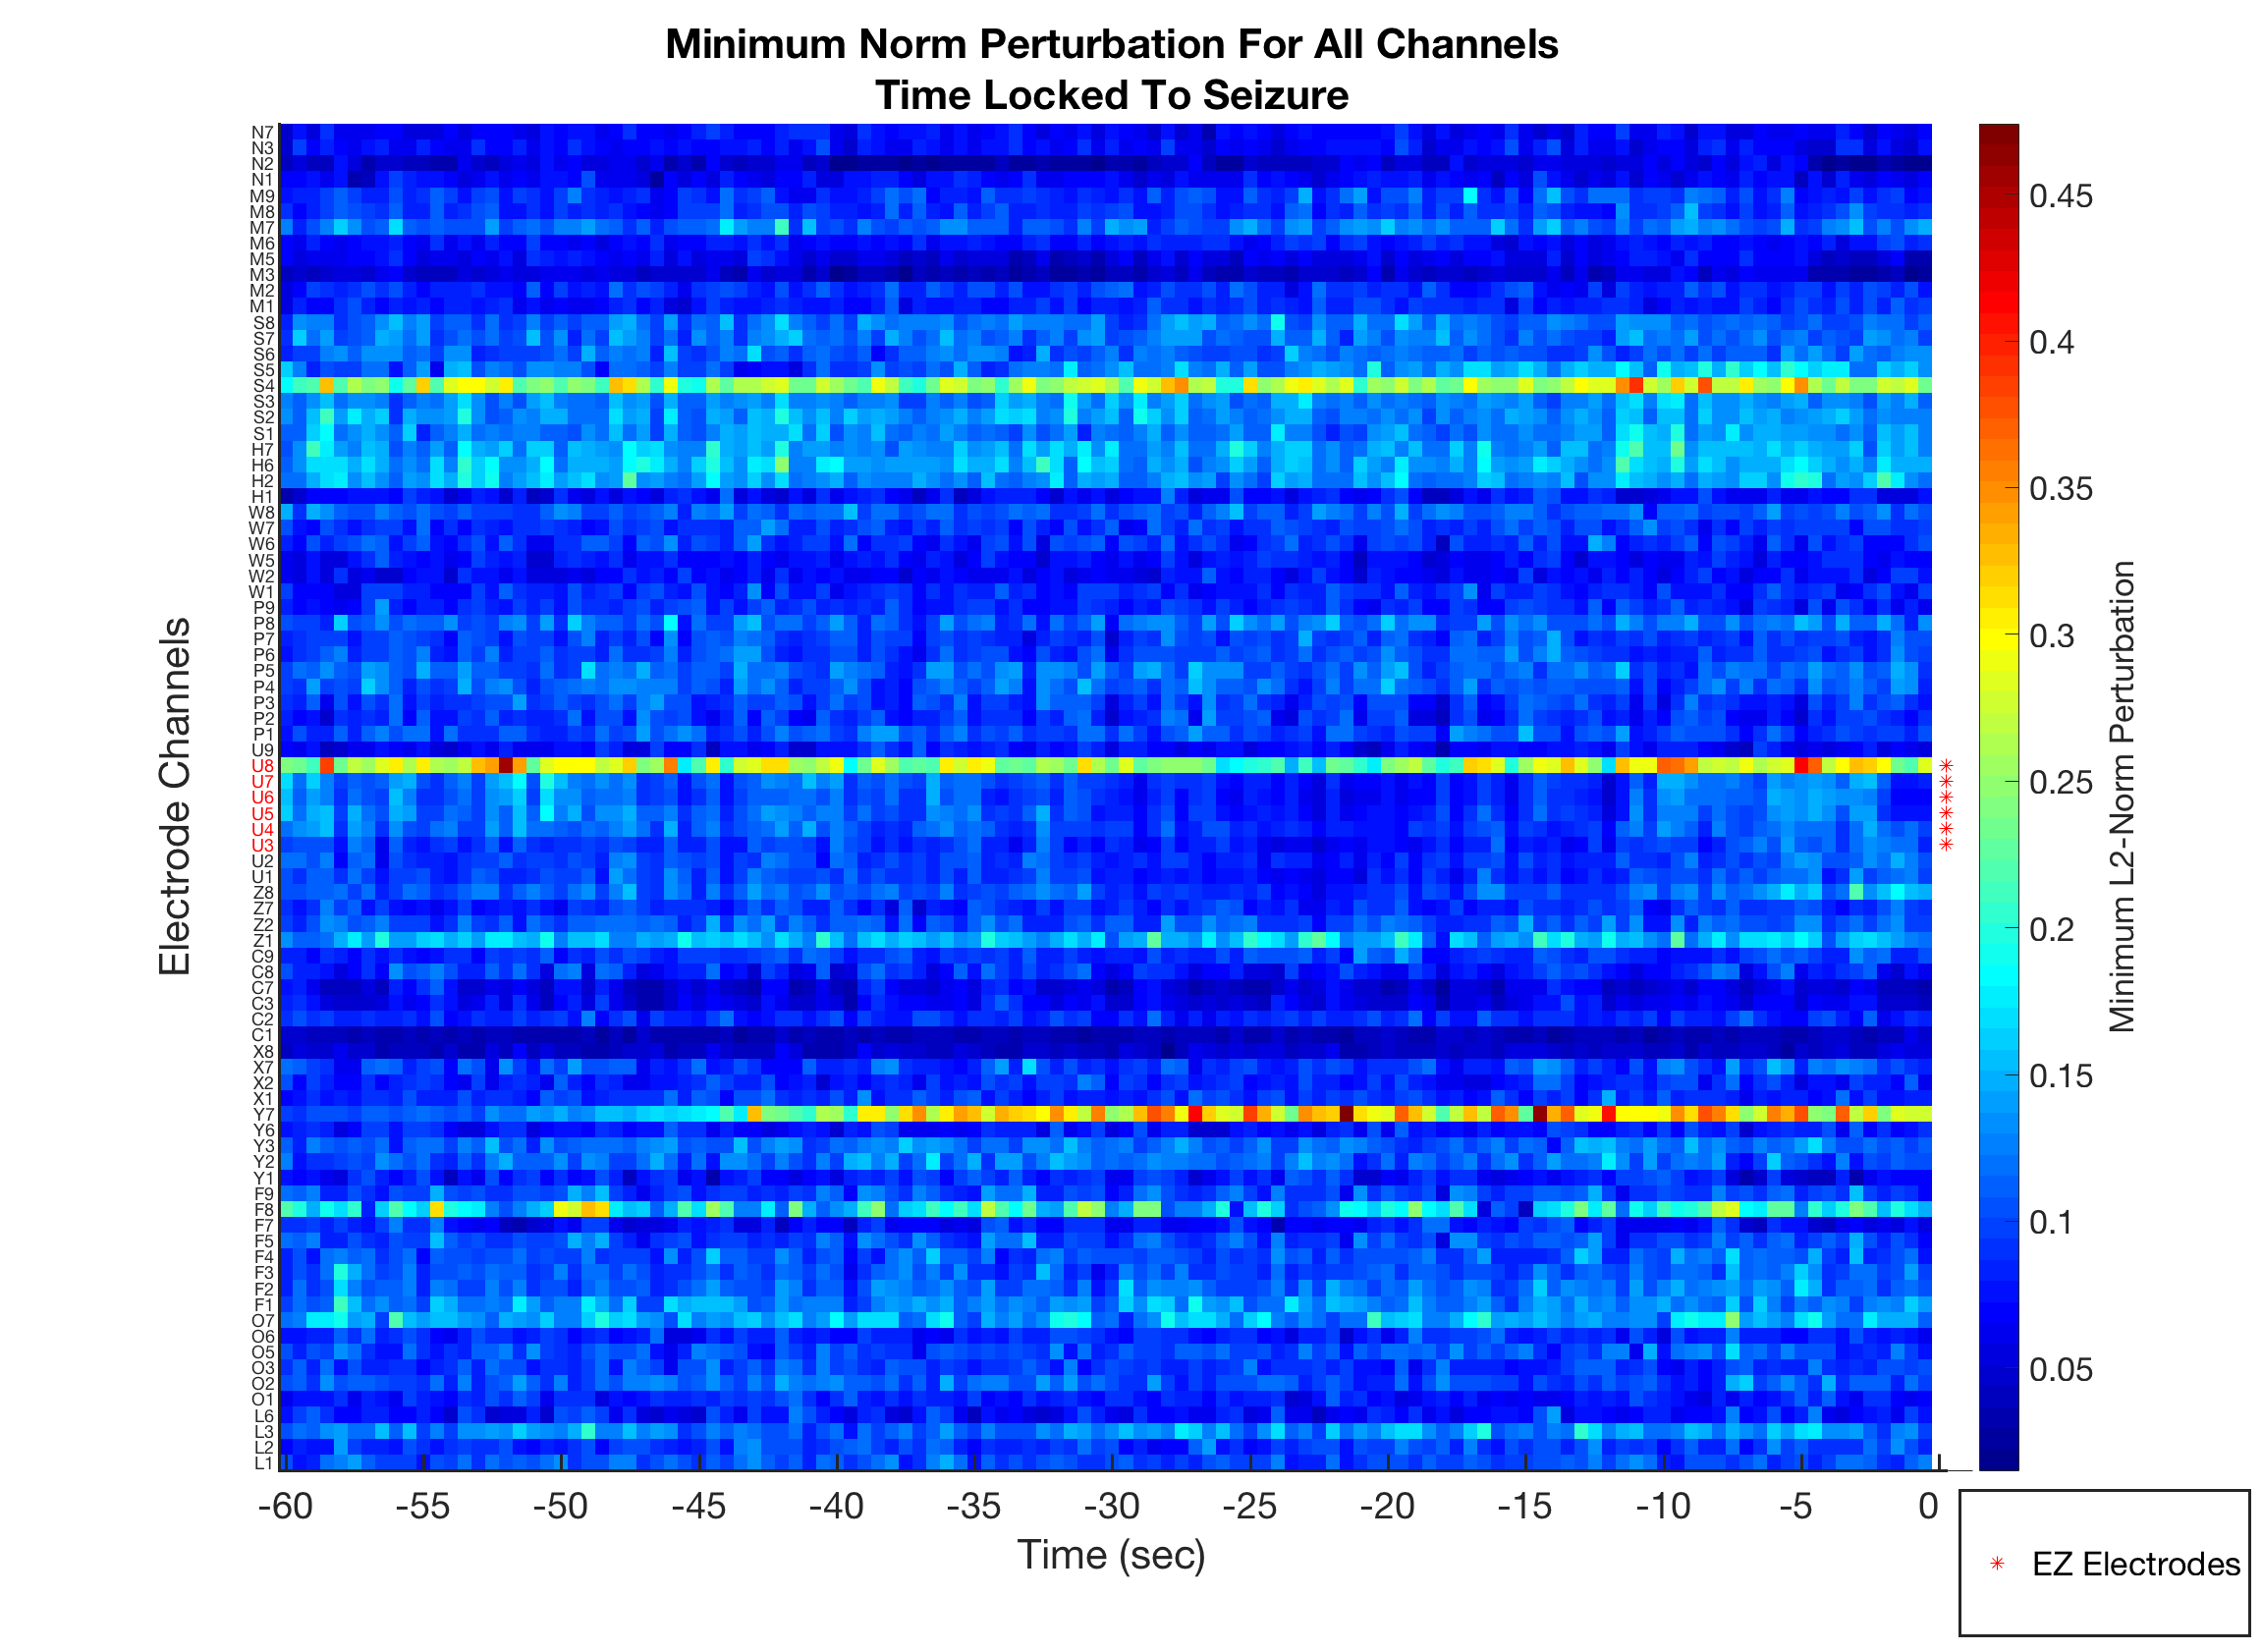 Minimum Norm Perturbation For All Channels
Time Locked To Seizure
Electrode Channels
N7
N3
N2
N1
M9
M8
M7
M6
M5
M3
M2
M1
S8
S7
S6
S5
S4
S3
S2
S1
H7
H6
H2
H1
W8
W7
W6
W5
W2
W1
P9
P8
P7
P6
P5
P4
P3
P2
P1
U9
U8
U7
U6
U5
U4
U3
U2
U1
Z8
Z7
Z2
Z1
C9
C8
C7
C3
C2
C1
X8
X7
X2
X1
Y7
Y6
Y3
Y2
Y1
F9
F8
F7
F5
F4
F3
F2
F1
O7
O6
O5
O3
O2
O1
L6
L3
L2
L1
-60 -55 -50 -45 -40 -35 -30 -25 -20 -15 -10 -5 0
Time (sec)
0.45
0.4
0.35
0.3
0.25
0.2
0.15
0.1
0.05
Minimum L2-Norm Perturbation
EZ Electrodes